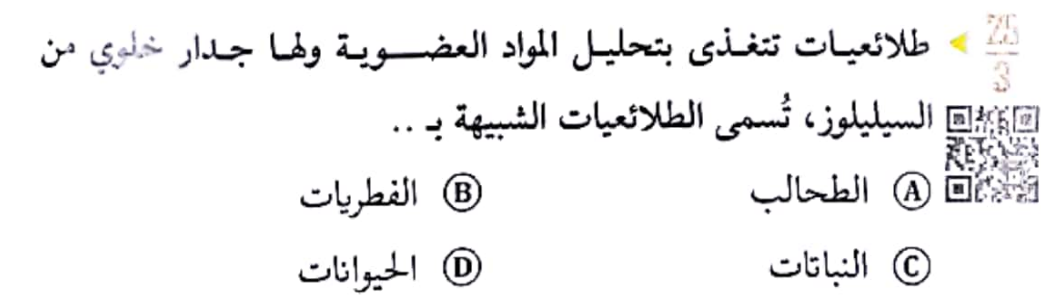 25
3
طلائعيات تتغذى بتحليل المواد العضوية ولها جدار خلوي من
السيليلوز، تُسمى الطلائعيات الشبيهة بـ ..
A الطحالب
B الفطريات
C النباتات
D الحيوانات